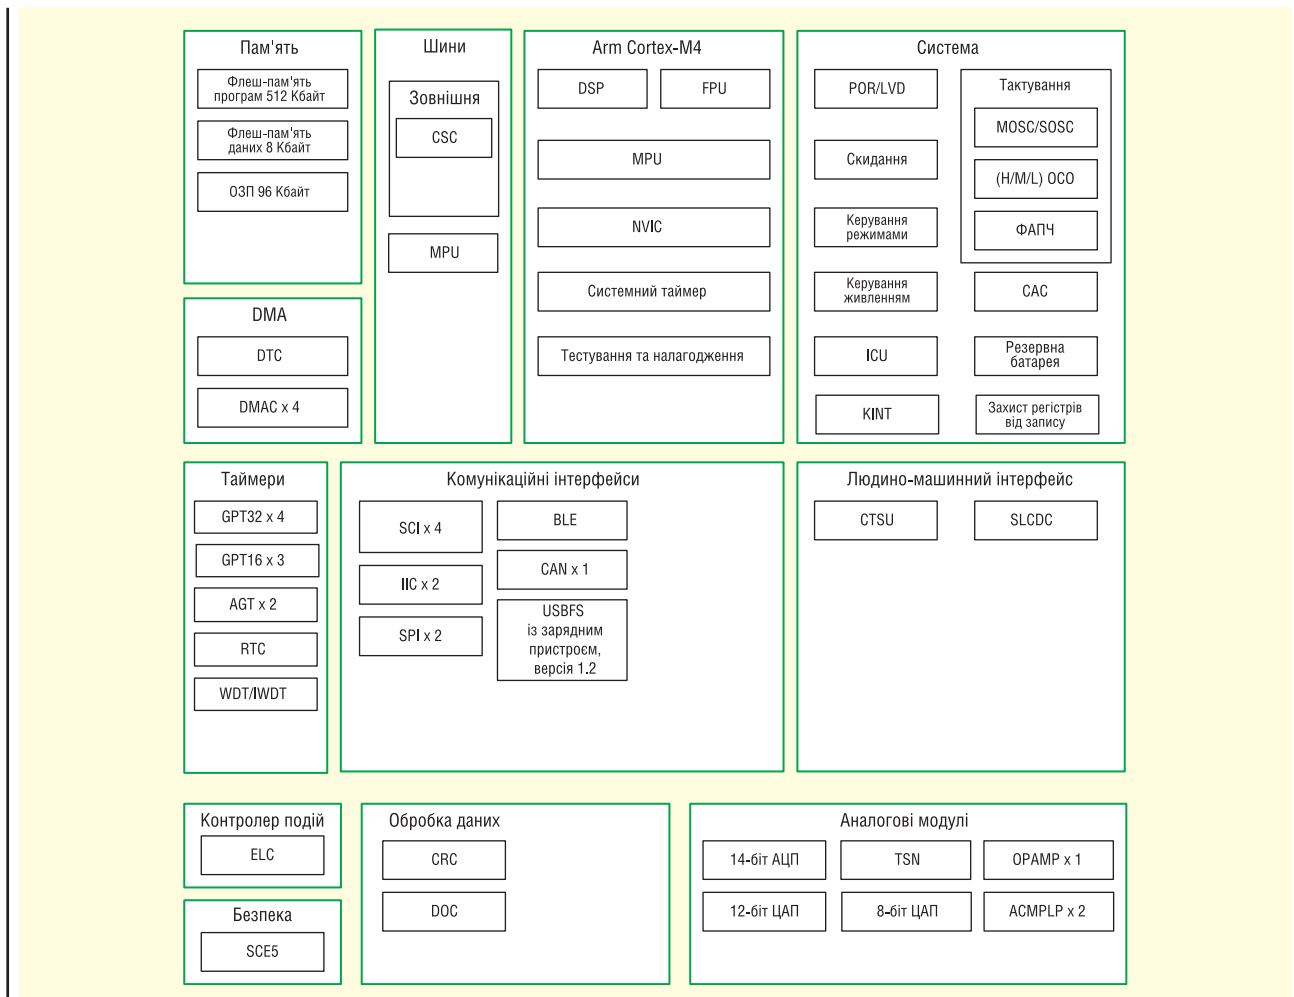 Пам'ять
Флеш-пам'ять
програм 512 Кбайт
Флеш-пам'ять
даних 8 Кбайт
ОЗП 96 Кбайт
DMA
DTC
DMAC x 4
Шини
Зовнішня
CSC
MPU
Arm Cortex-M4
DSP
FPU
MPU
NVIC
Системний таймер
Тестування та налагодження
Система
POR/LVD
Скидання
Керування
режимами
Керування
живленням
ICU
KINT
Тактування
MOSC/SOSC
(H/M/L) OCO
ФАПЧ
CAC
Резервна
батарея
Захист регістрів
від запису
Таймери
GPT32 x 4
GPT16 x 3
AGT x 2
RTC
WDT/IWDT
Комунікаційні інтерфейси
SCI x 4
IIC x 2
SPI x 2
BLE
CAN x 1
USBFS
із зарядним
пристроєм,
версія 1.2
Людино-машинний інтерфейс
CTSU
SLCDC
Контролер подій
ELC
Безпека
SCE5
Обробка даних
CRC
DOC
Аналогові модулі
14-біт АЦП
TSN
OPAMP x 1
12-біт ЦАП
8-біт ЦАП
ACMPLP x 2